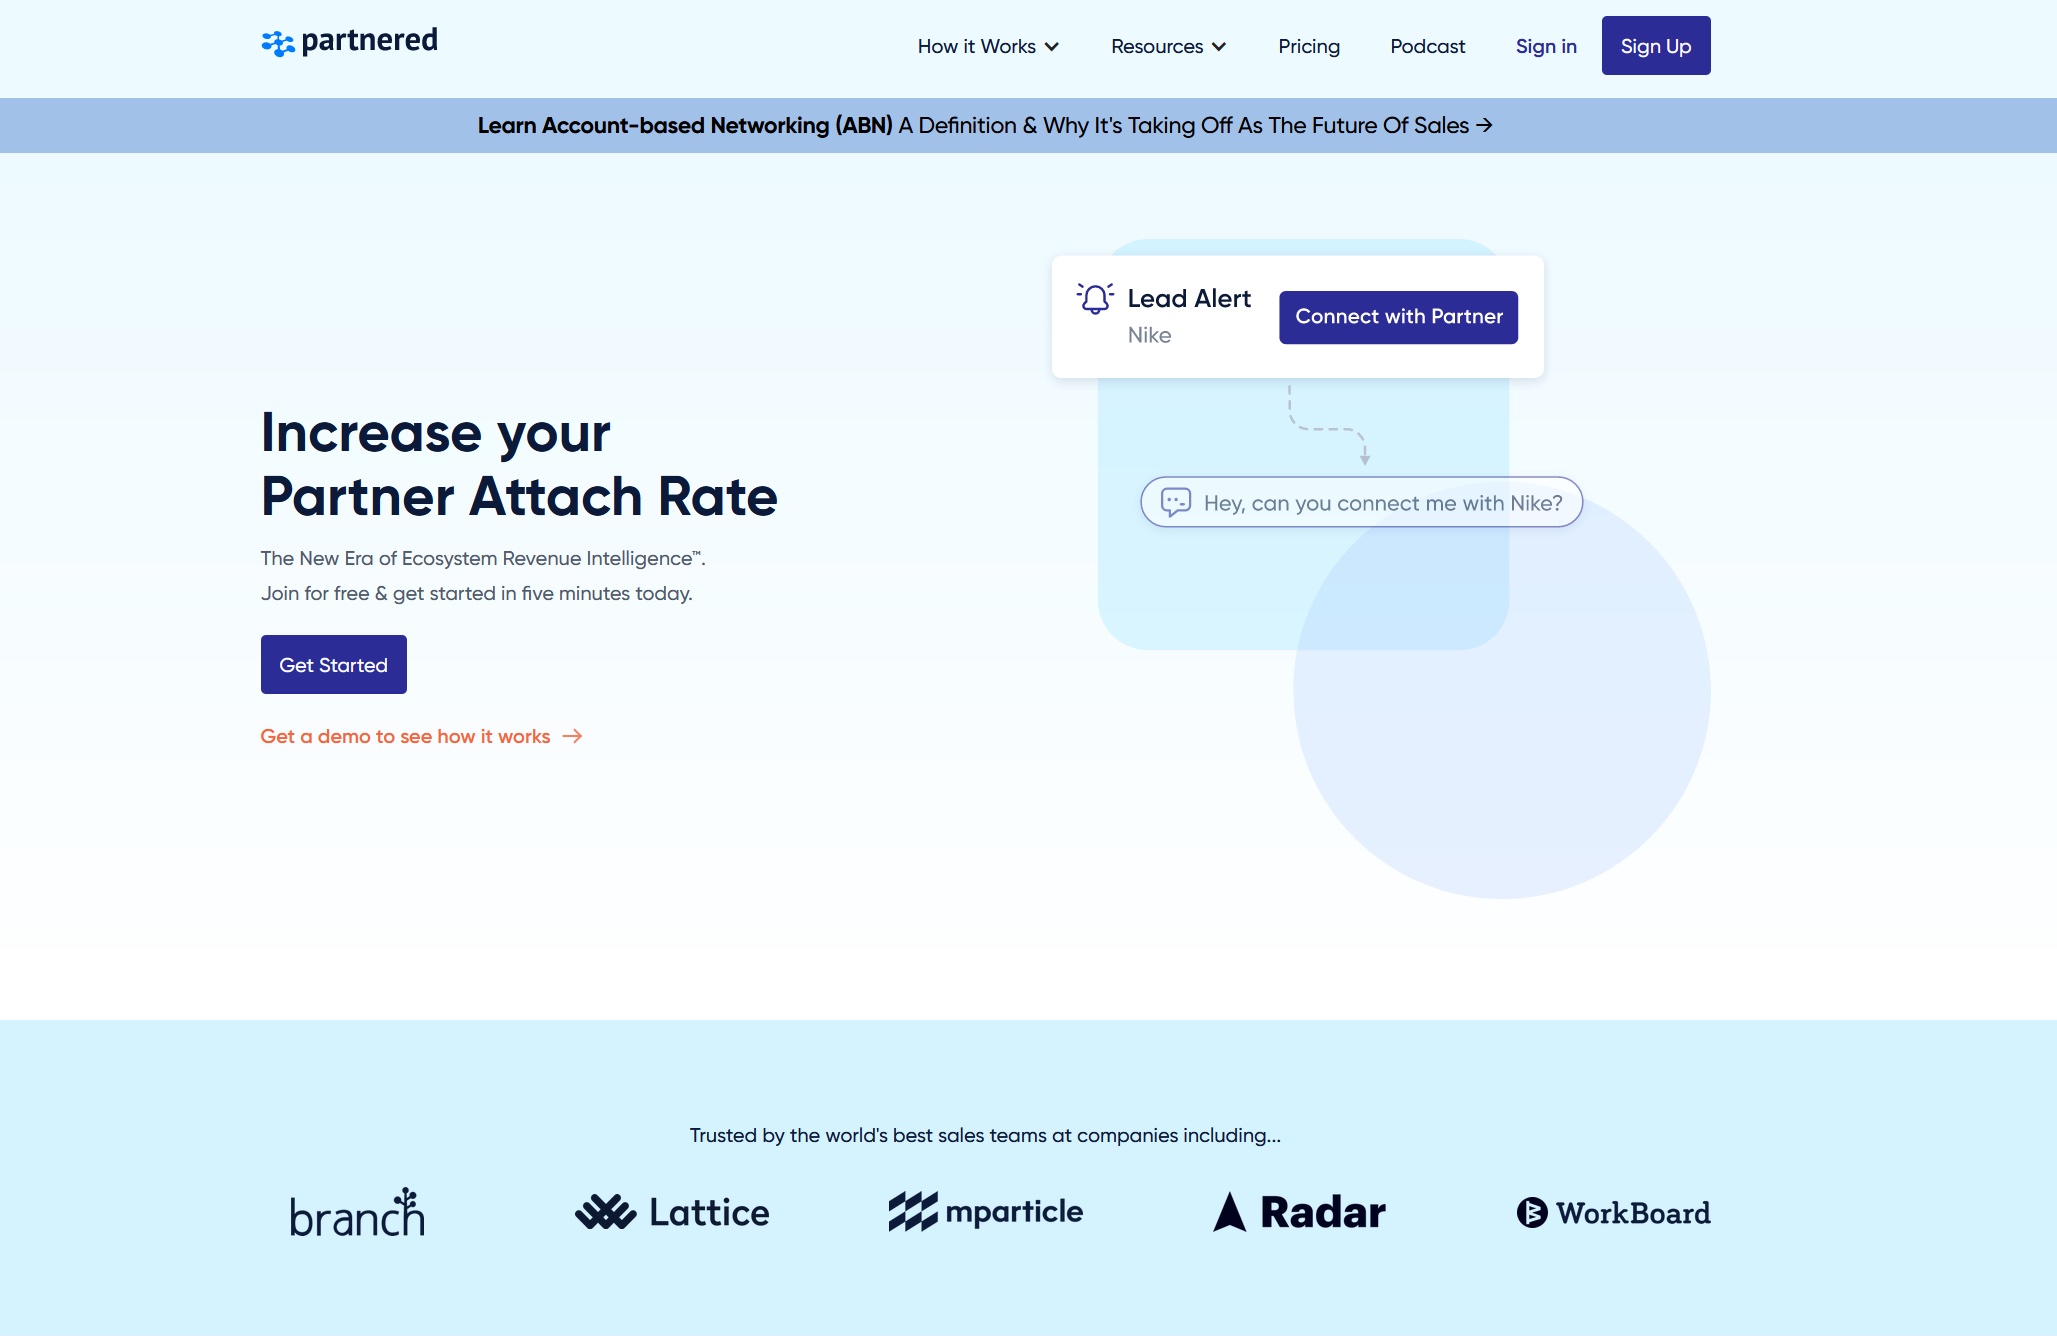 partnered
How it Works
Resources
Pricing
Podcast
Sign in
Sign Up
Learn Account-based Networking (ABN) A Definition & Why It's Taking Off As The Future Of Sales →
Increase your
Partner Attach Rate
The New Era of Ecosystem Revenue Intelligence™.
Join for free & get started in five minutes today.
Get Started
Get a demo to see how it works →
Lead Alert
Nike
Connect with Partner
Hey, can you connect me with Nike?
Trusted by the world's best sales teams at companies including...
branch
Lattice
mparticle
Radar
WorkBoard